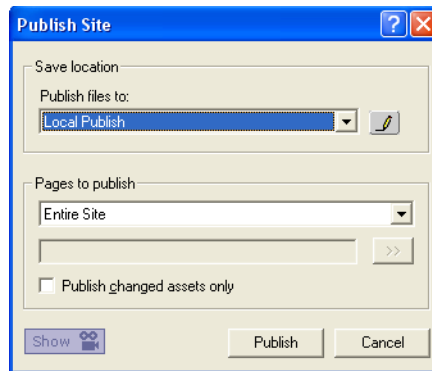 Publish Site
Save location
Publish files to:
Local Publish
Pages to publish
Entire Site
>>
Publish changed assets only
Show
Publish
Cancel